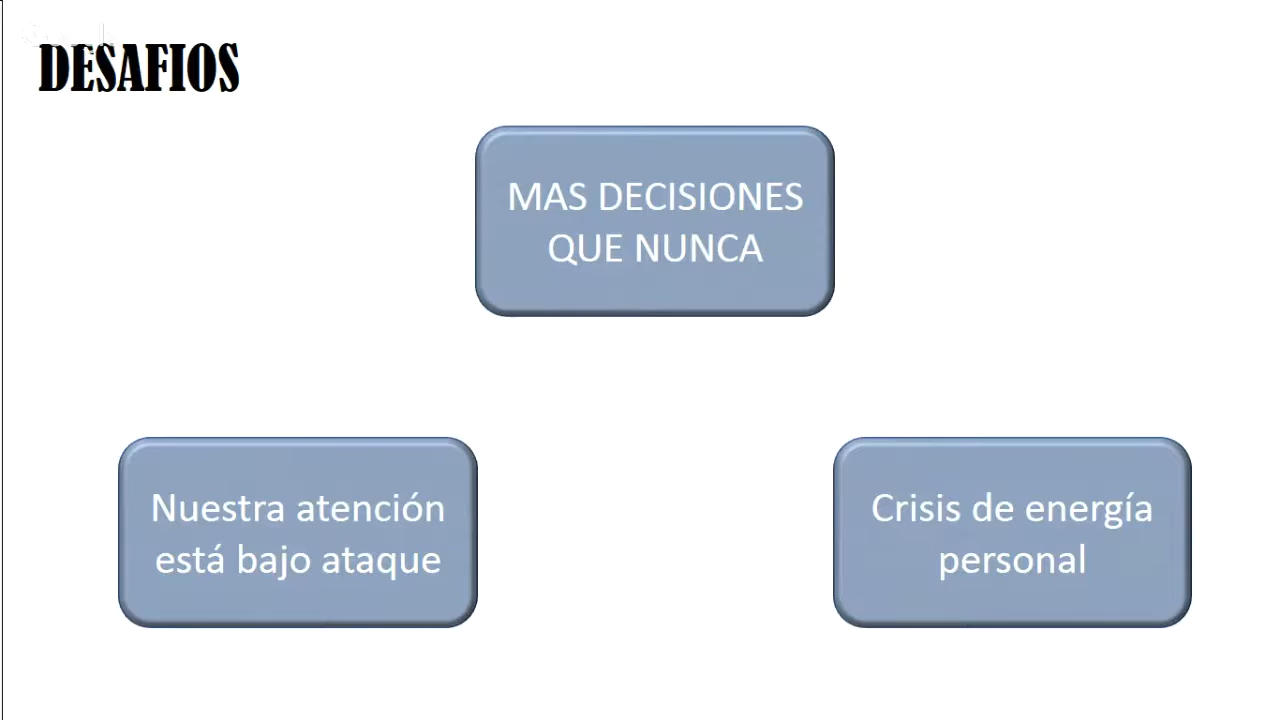 DESAFIOS
MAS DECISIONES
QUE NUNCA
Nuestra atención
está bajo ataque
Crisis de energía
personal